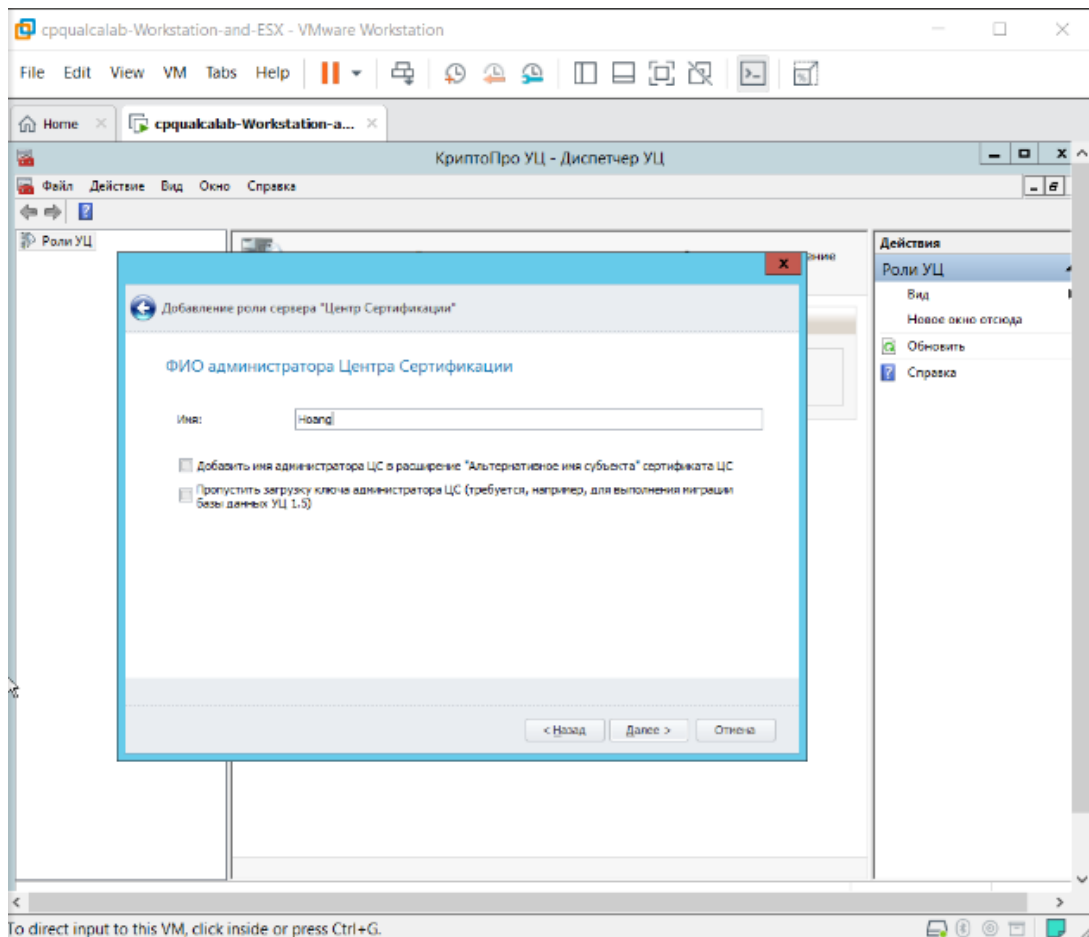 cpqualcalab-Workstation-and-ESX - VMware Workstation
File Edit View VM Tabs Help
Home
cpqualcalab-Workstation-a...
КриптоПро УЦ - Диспетчер УЦ
Файл Действие Вид Окно Справка
Роли УЦ
ение
Действия
Роли УЦ
Вид
Новое окно отсюда
Обновить
Справка
Добавление роли сервера "Центр Сертификации"
ФИО администратора Центра Сертификации
Имя: Hoang
Добавить имя администратора ЦС в расширение "Альтернативное имя субъекта" сертификата ЦС
Пропустить загрузку ключа администратора ЦС (требуется, например, для выполнения миграции
базы данных УЦ 1.5)
< Назад Далее > Отмена
To direct input to this VM, click inside or press Ctrl+G.